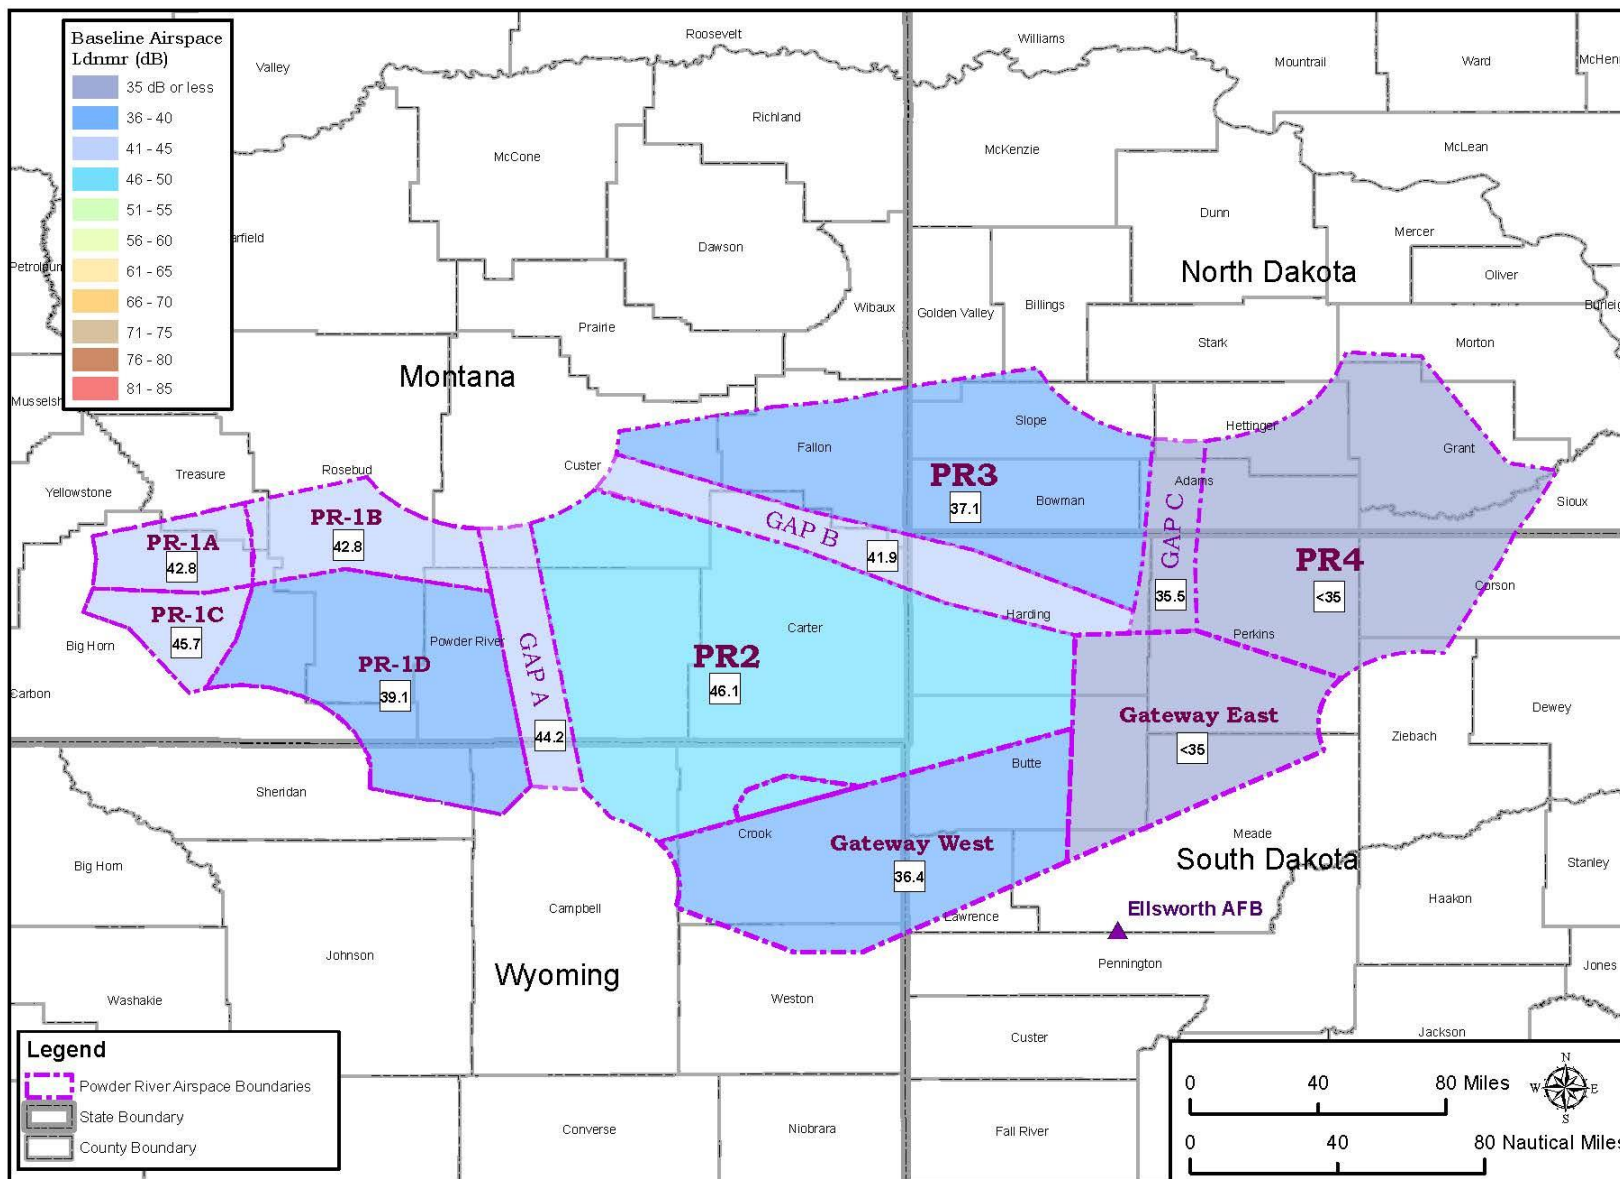 Baseline Airspace
Ldnmr (dB)
35 dB or less
36 - 40
41 - 45
46 - 50
51 - 55
56 - 60
61 - 65
66 - 70
71 - 75
76 - 80
81 - 85
Valley
Roosevelt
Williams
Mountrail
Ward
McHen
Richland
McCone
McKenzie
McLean
Dunn
Mercer
arfield
Dawson
Petroleum
North Dakota
Oliver
Burleig
Wibaux
Golden Valley
Billings
Prairie
Stark
Morton
Montana
Musselsh
Slope
Hettinger
Fallon
Grant
Custer
Treasure
Rosebud
Yellowstone
PR3
37.1
Bowman
Adams
Sioux
PR-1B
42.8
PR-1A
42.8
GAP B
41.9
GAP C
35.5
PR4
<35
Corson
PR-1C
45.7
Big Horn
Powder River
GAP A
44.2
Carter
Harding
Perkins
PR2
46.1
PR-1D
39.1
Carbon
Gateway East
<35
Dewey
Ziebach
Butte
Sheridan
Crook
Gateway West
36.4
Meade
South Dakota
Big Horn
Stanley
Haakon
Campbell
Lawrence
Ellsworth AFB
Johnson
Pennington
Jones
Wyoming
Washakie
Weston
Custer
Jackson
Converse
Niobrara
Fall River
Legend
Powder River Airspace Boundaries
State Boundary
County Boundary
0 40 80 Miles
0 40 80 Nautical Miles
N
W E
S